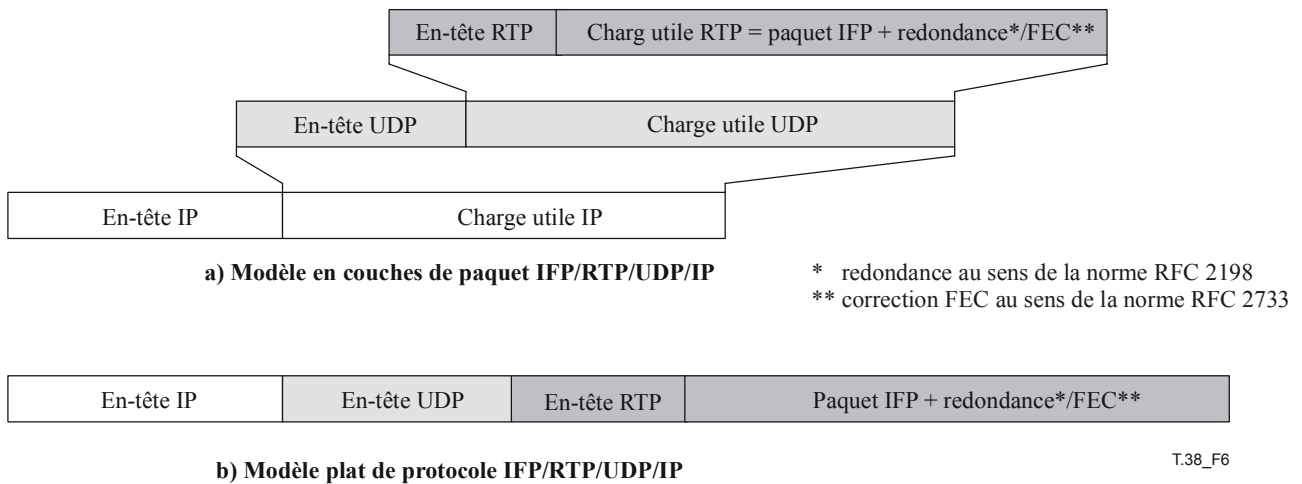 En-tête RTP Charg utile RTP = paquet IFP + redondance*/FEC**
En-tête UDP Charge utile UDP
En-tête IP Charge utile IP
a) Modèle en couches de paquet IFP/RTP/UDP/IP
* redondance au sens de la norme RFC 2198
** correction FEC au sens de la norme RFC 2733
En-tête IP En-tête UDP En-tête RTP Paquet IFP + redondance*/FEC**
b) Modèle plat de protocole IFP/RTP/UDP/IP
T.38_F6